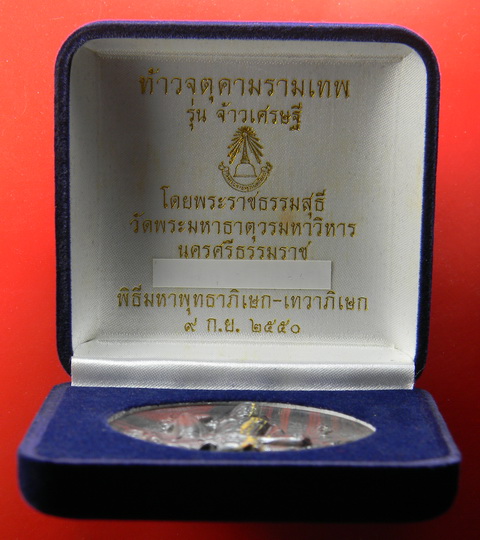 ท้าวจตุคามรามเทพ
รุ่น จ้าวเศรษฐี
โดยพระราชธรรมสุธี
วัดพระมหาธาตุวรมหาวิหาร
นครศรีธรรมราช
พิธีมหาพุทธาภิเษก-เทวาภิเษก
๙ ก.ย. ๒๕๕๐